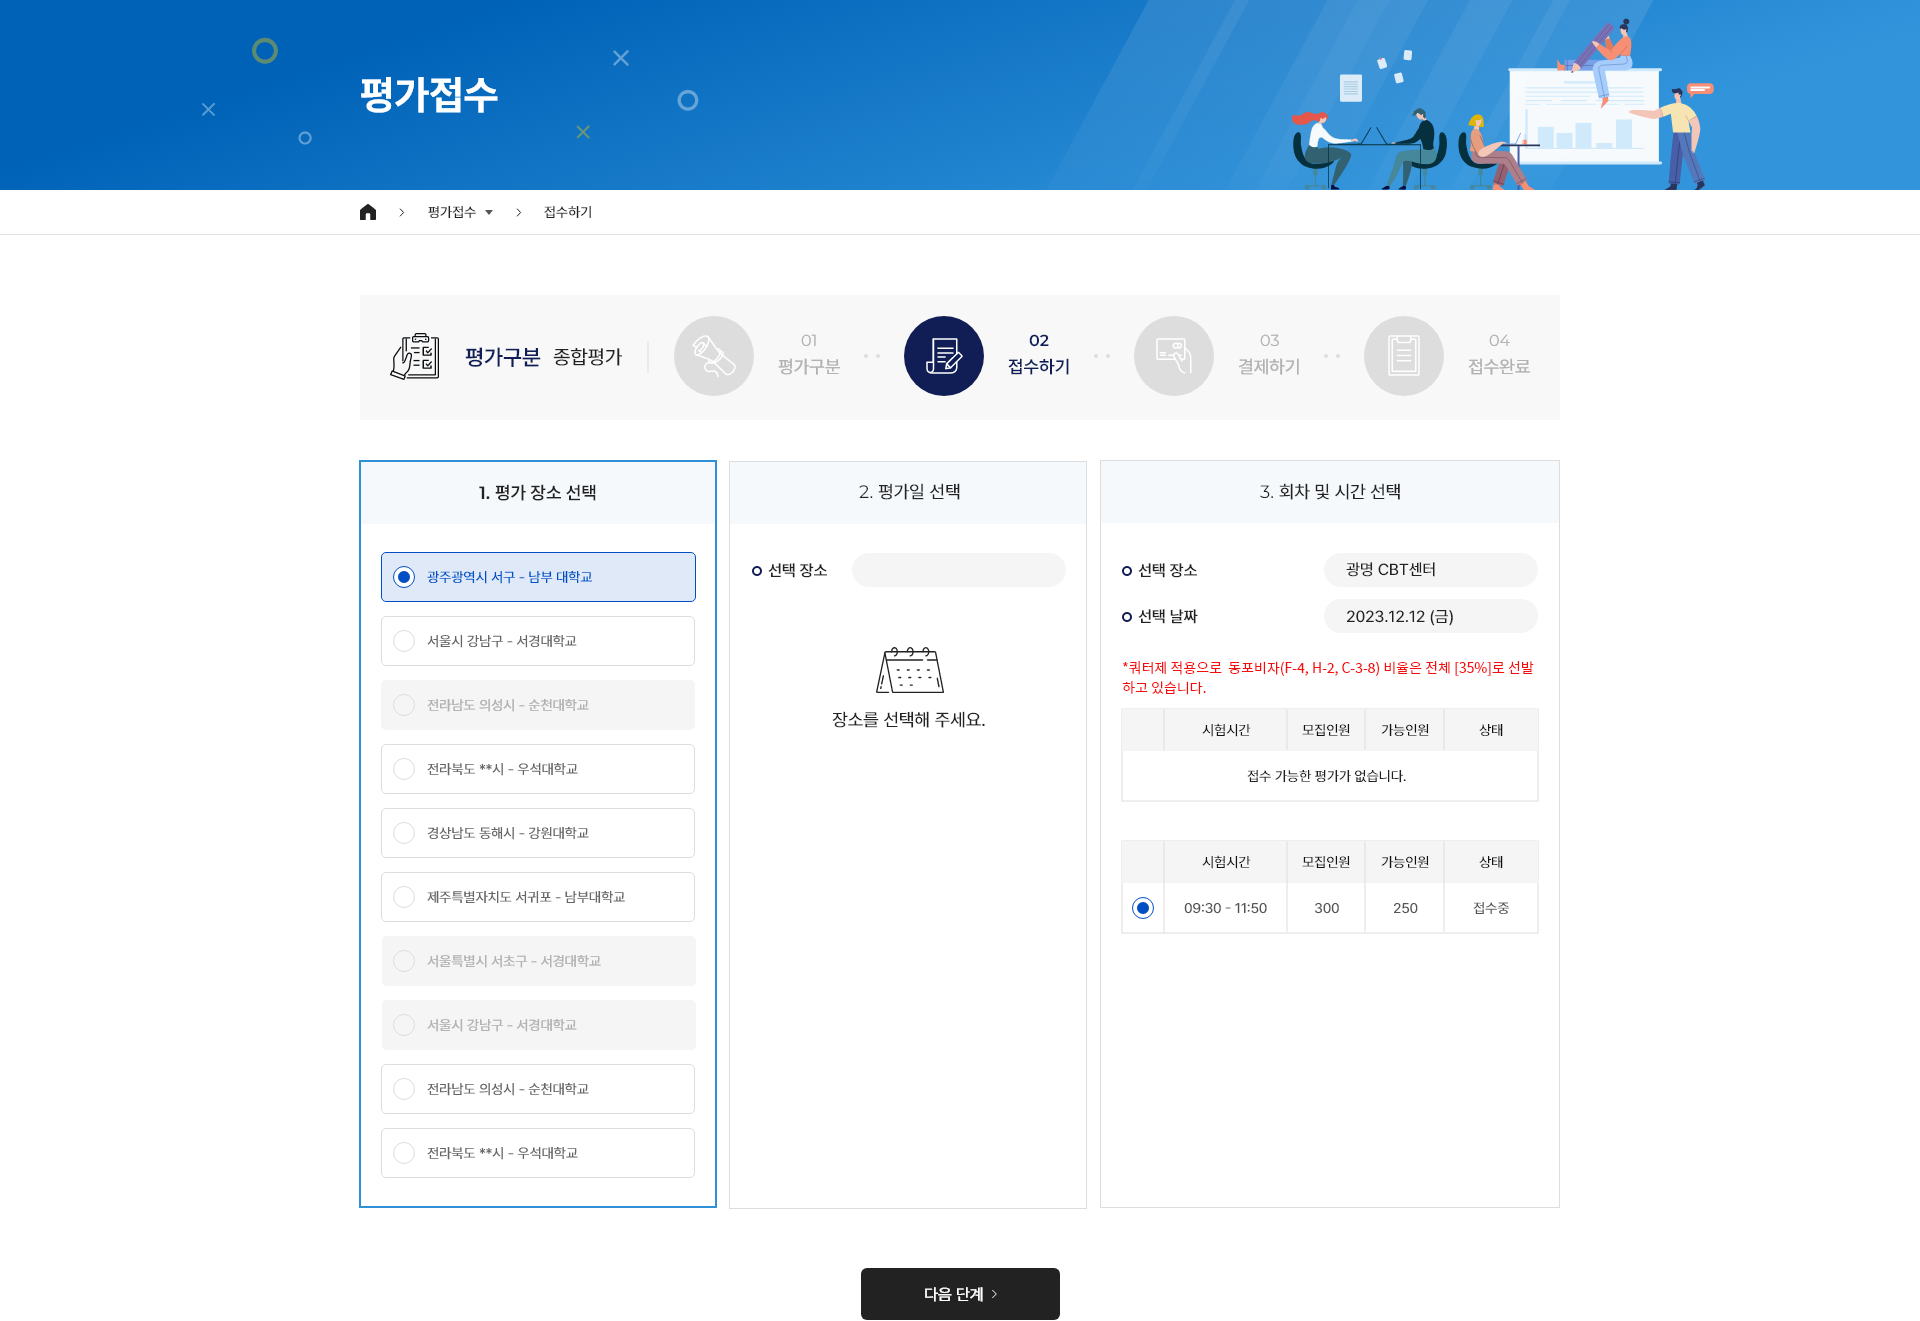 평가접수
평가접수
접수하기
평가구분 종합평가
01
평가구분
02
접수하기
03
결제하기
04
접수완료
1. 평가 장소 선택
광주광역시 서구 - 남부 대학교
서울시 강남구 - 서경대학교
전라남도 의성시 - 순천대학교
전라북도 **시 - 우석대학교
경상남도 동해시 - 강원대학교
제주특별자치도 서귀포 - 남부대학교
서울특별시 서초구 - 서경대학교
서울시 강남구 - 서경대학교
전라남도 의성시 - 순천대학교
전라북도 **시 - 우석대학교
2. 평가일 선택
선택 장소
장소를 선택해 주세요.
3. 회차 및 시간 선택
선택 장소 광명 CBT센터
선택 날짜 2023.12.12 (금)
*쿼터제 적용으로 동포비자(F-4, H-2, C-3-8) 비율은 전체 [35%]로 선발
하고 있습니다.
시험시간 모집인원 가능인원 상태
접수 가능한 평가가 없습니다.
시험시간 모집인원 가능인원 상태
09:30 - 11:50 300 250 접수중
다음 단계